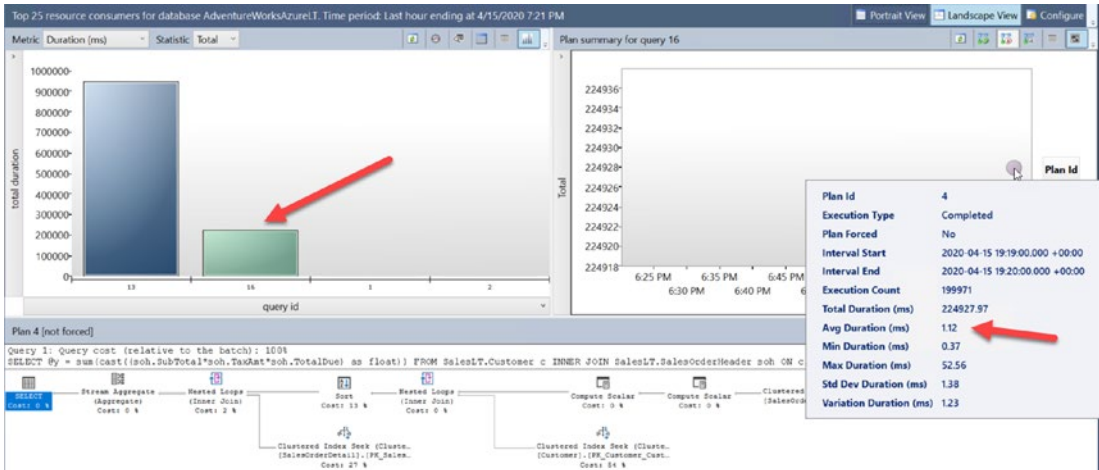 Top 25 resource consumers for database AdventureWorksAzureLT. Time period: Last hour ending at 4/15/2020 7:21 PM
Portrait View Landscape View Configure
Metric Duration (ms) Statistic Total
Plan summary for query 16
1000000
900000
800000
700000
600000
500000
400000
300000
200000
100000
0
total duration
13 16 1 2
query id
224936
224934
224932
224930
224928
224926
224924
224922
224920
224918
Total
6:25 PM 6:35 PM 6:45 PM
6:30 PM 6:40 PM
Plan Id
Plan Id 4
Execution Type Completed
Plan Forced No
Interval Start 2020-04-15 19:19:00.000 +00:00
Interval End 2020-04-15 19:20:00.000 +00:00
Execution Count 199971
Total Duration (ms) 224927.97
Avg Duration (ms) 1.12
Min Duration (ms) 0.37
Max Duration (ms) 52.56
Std Dev Duration (ms) 1.38
Variation Duration (ms) 1.23
Plan 4 [not forced]
Query 1: Query cost (relative to the batch): 100%
SELECT @y = sum(cast((soh.SubTotal*soh.TaxAmt*soh.TotalDue) as float)) FROM SalesLT.Customer c INNER JOIN SalesLT.SalesOrderHeader soh ON c
SELECT
Cost: 0 %
Stream Aggregate
(Aggregate)
Cost: 0 %
Nested Loops
(Inner Join)
Cost: 2 %
Sort
Cost: 13 %
Nested Loops
(Inner Join)
Cost: 0 %
Compute Scalar
Cost: 0 %
Compute Scalar
Cost: 0 %
Clustered
[SalesOrd
Clustered Index Seek (Cluste…
[SalesOrderDetail].[PK_Sales…
Cost: 27 %
Clustered Index Seek (Cluste…
[Customer].[PK_Customer_Cust…
Cost: 54 %